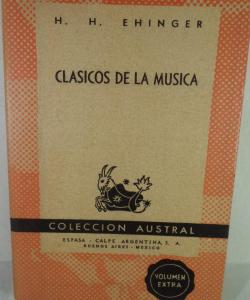 H. H. EHINGER
CLASICOS DE LA MUSICA
COLECCION AUSTRAL
ESPASA - CALPE ARGENTINA, S. A.
BUENOS AIRES - MEXICO
VOLUMEN
EXTRA